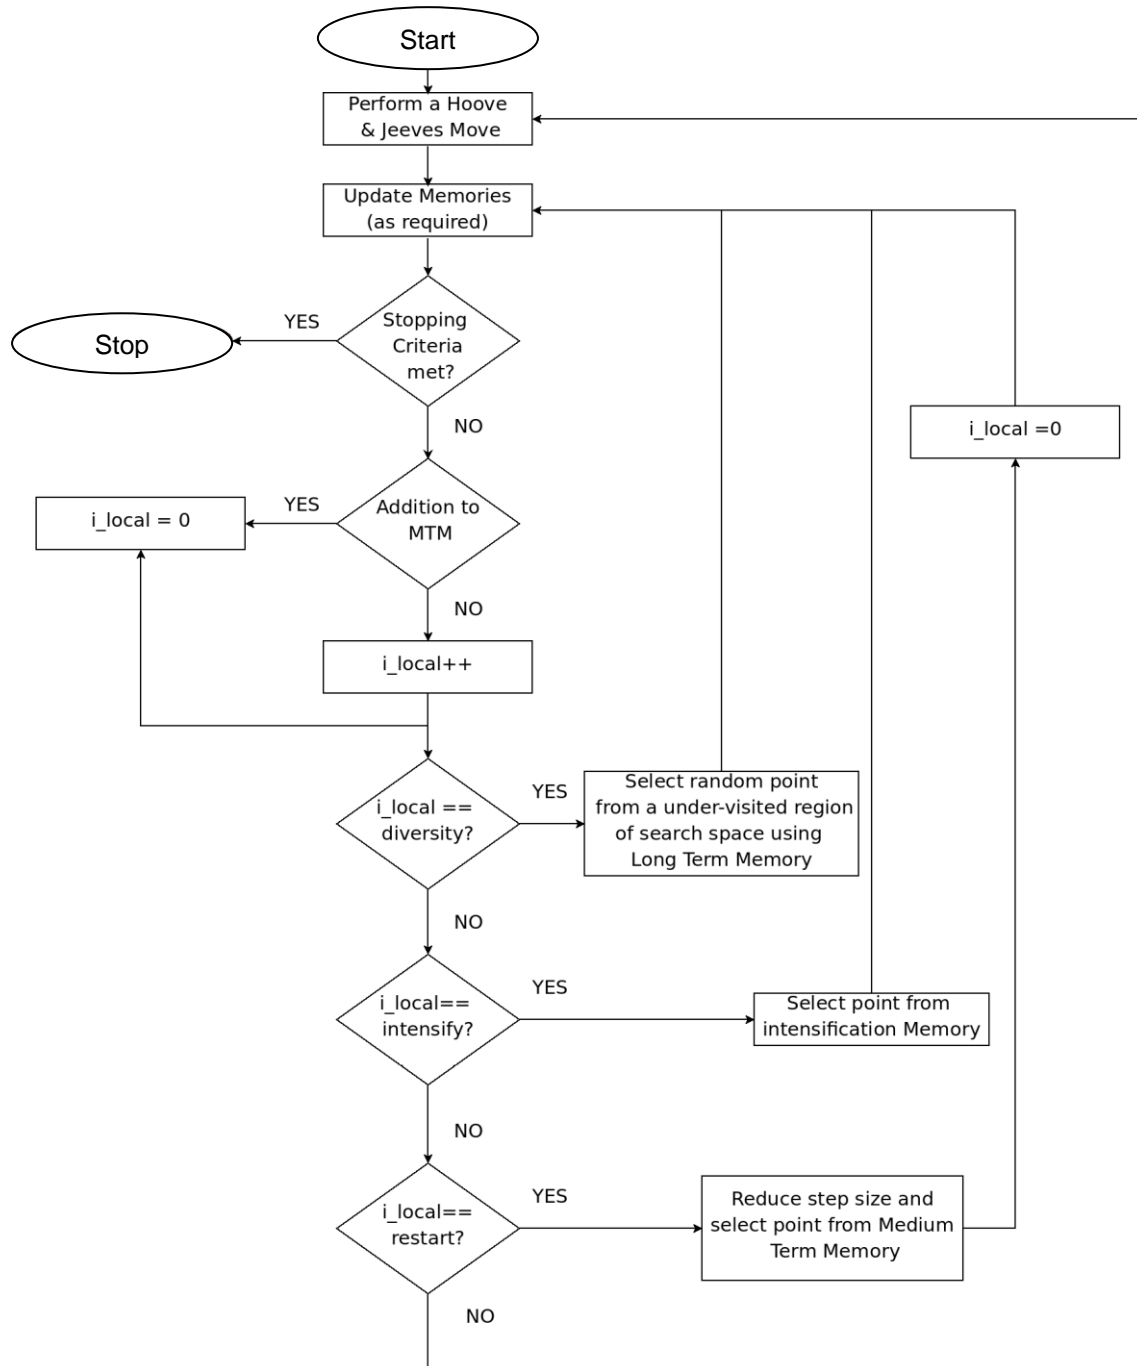 Start
Perform a Hoove
& Jeeves Move
Update Memories
(as required)
Stopping
Criteria
met?
YES
Stop
NO
i_local =0
Addition to
MTM
YES
i_local = 0
NO
i_local++
i_local ==
diversity?
YES
Select random point
from a under-visited region
of search space using
Long Term Memory
NO
i_local==
intensify?
YES
Select point from
intensification Memory
NO
i_local==
restart?
YES
Reduce step size and
select point from Medium
Term Memory
NO